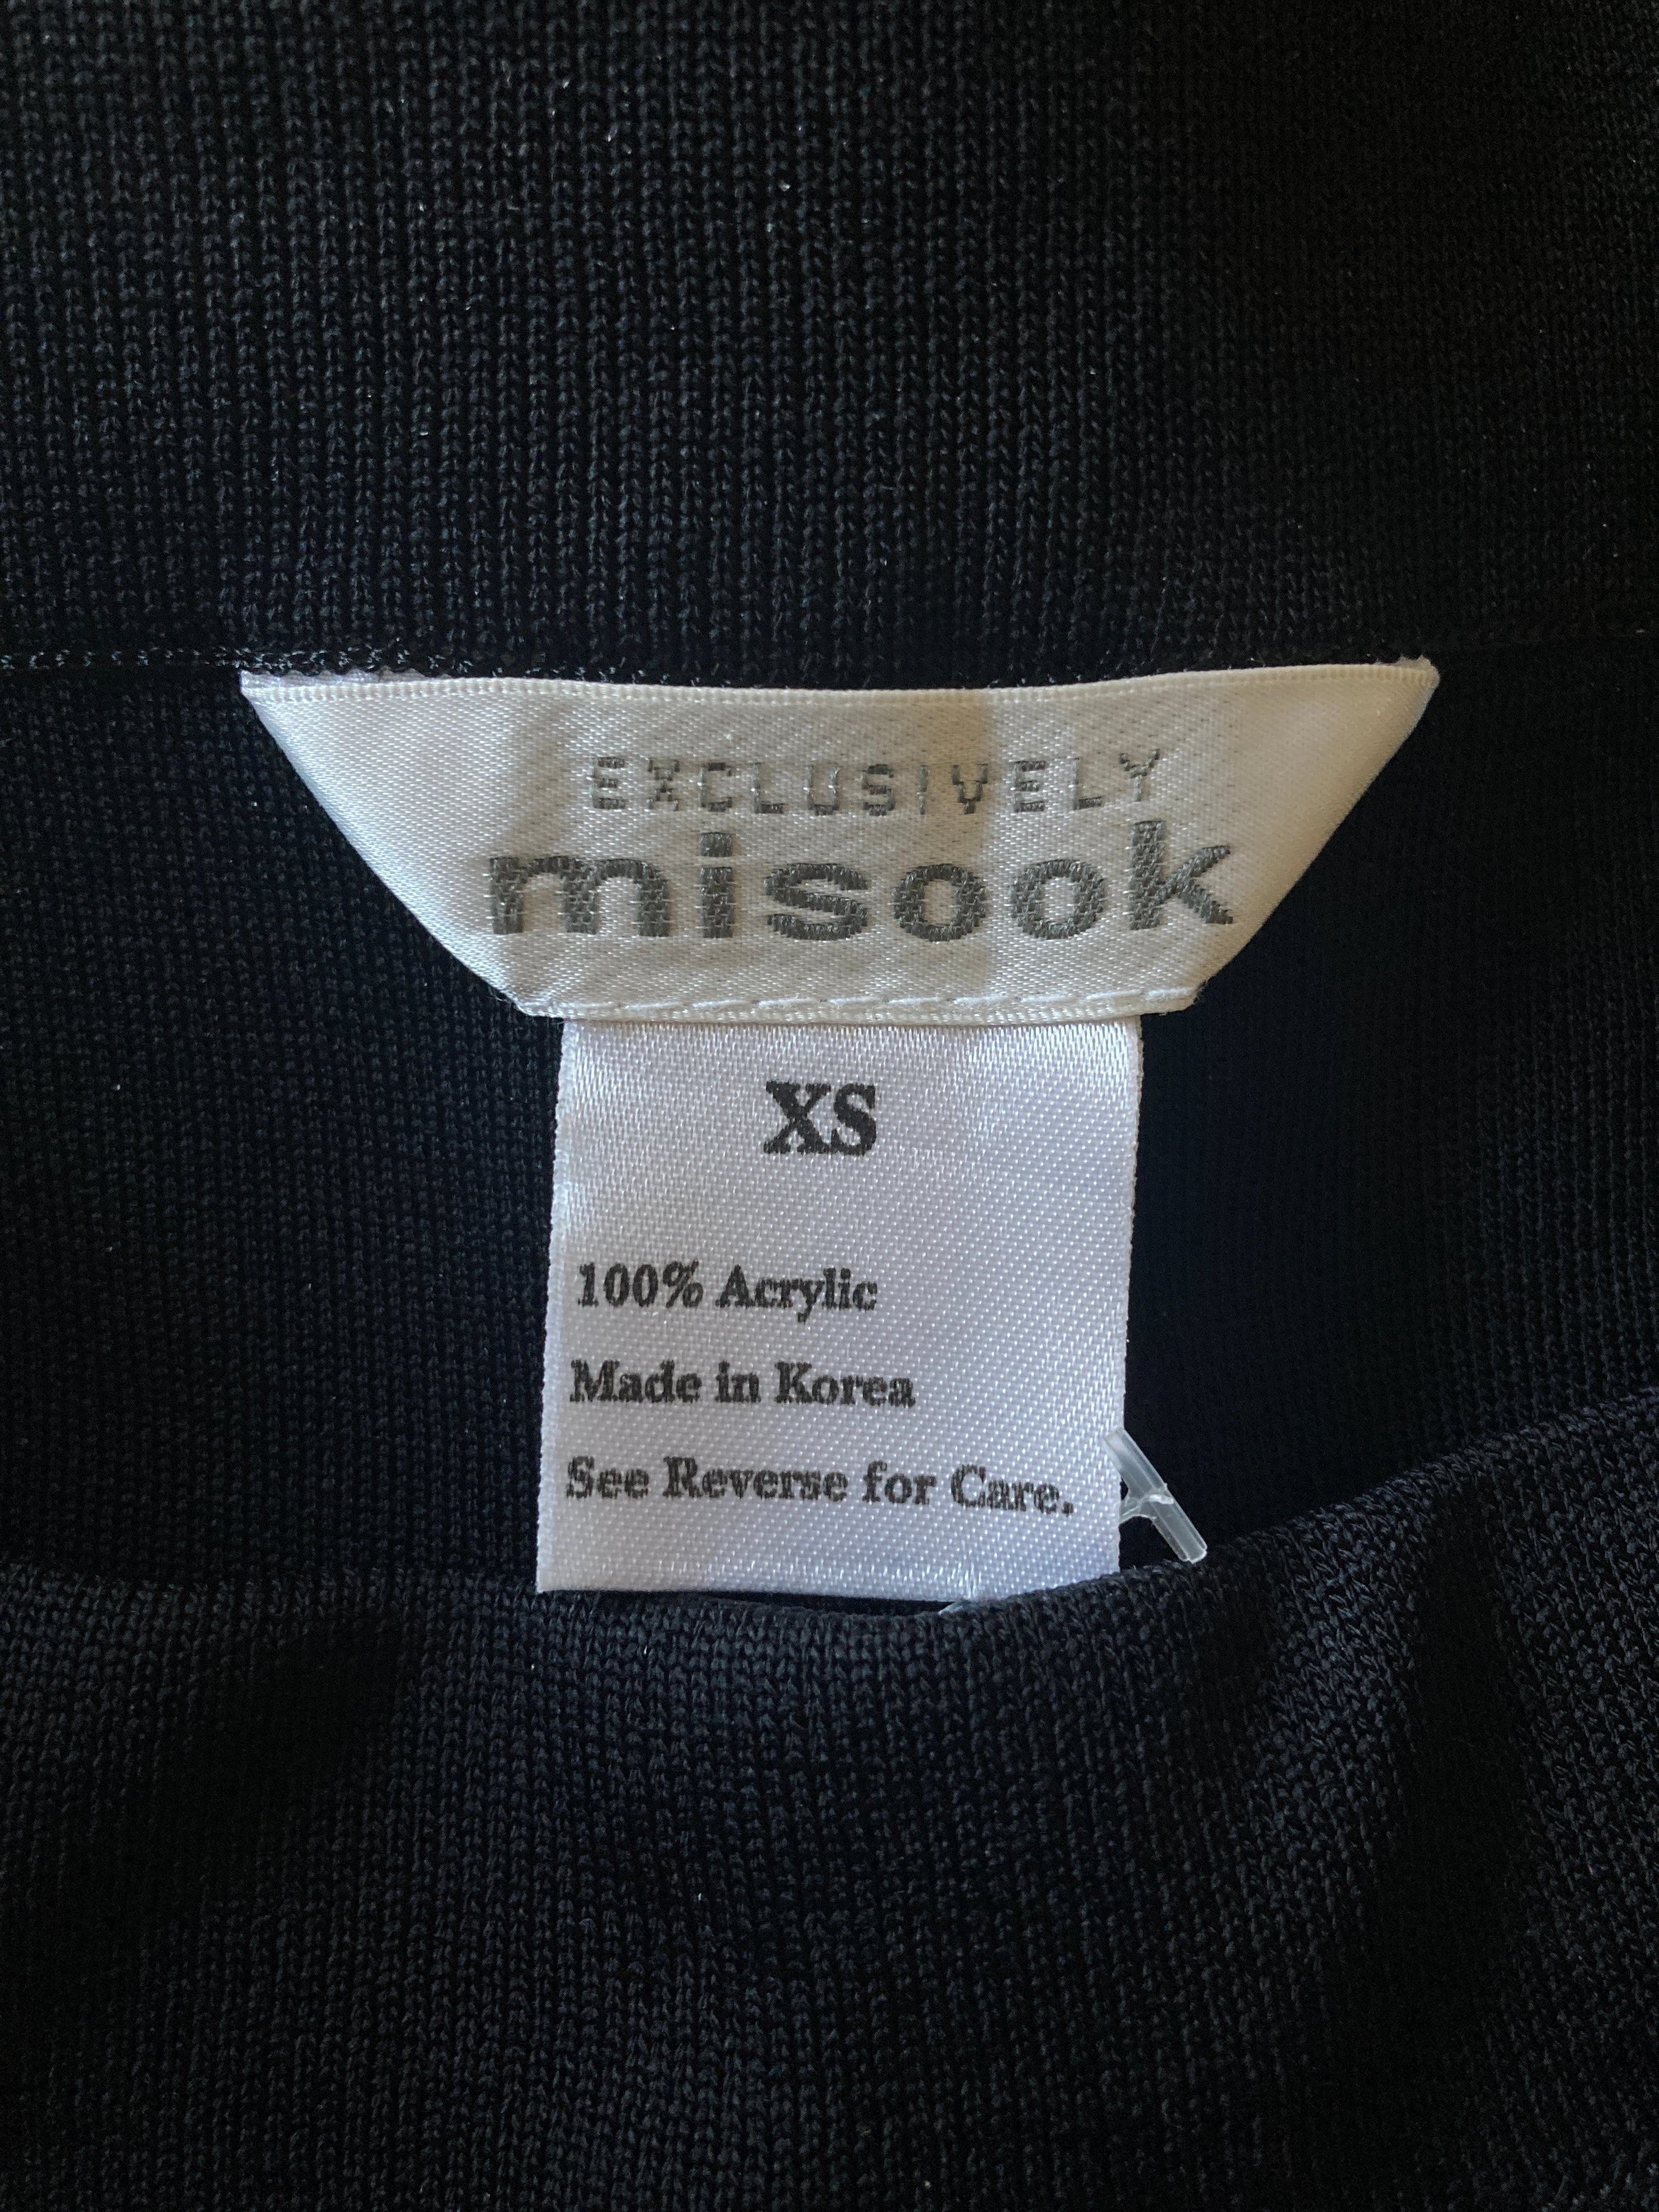 EXCLUSIVELY
misook
XS
100% Acrylic
Made in Korea
See Reverse for Care.